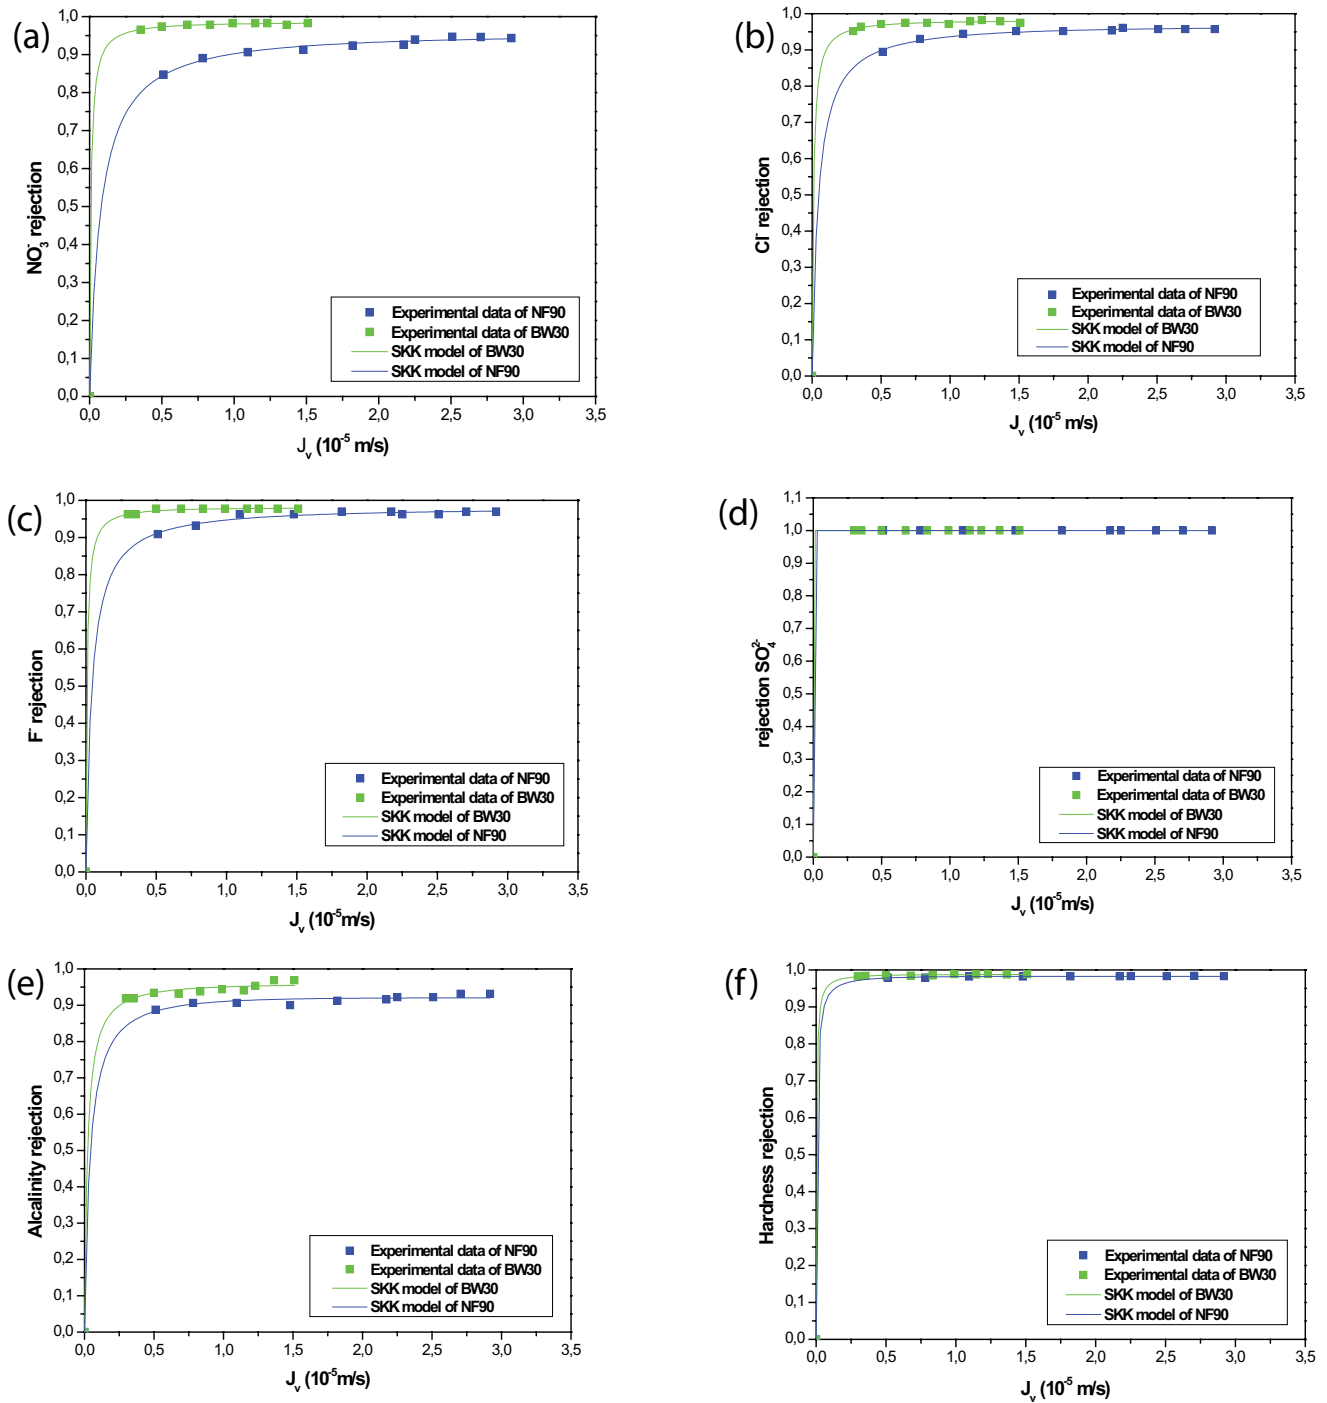 (a)
1,0
0,9
0,8
0,7
0,6
0,5
0,4
0,3
0,2
0,1
0,0
NO₃⁻ rejection
Experimental data of NF90
Experimental data of BW30
SKK model of BW30
SKK model of NF90
0,0 0,5 1,0 1,5 2,0 2,5 3,0 3,5
Jᵥ (10⁻⁵ m/s)
(b)
1,0
0,9
0,8
0,7
0,6
0,5
0,4
0,3
0,2
0,1
0,0
Cl⁻ rejection
Experimental data of NF90
Experimental data of BW30
SKK model of BW30
SKK model of NF90
0,0 0,5 1,0 1,5 2,0 2,5 3,0 3,5
Jᵥ (10⁻⁵ m/s)
(c)
1,0
0,9
0,8
0,7
0,6
0,5
0,4
0,3
0,2
0,1
0,0
F⁻ rejection
Experimental data of NF90
Experimental data of BW30
SKK model of BW30
SKK model of NF90
0,0 0,5 1,0 1,5 2,0 2,5 3,0 3,5
Jᵥ (10⁻⁵m/s)
(d)
1,1
1,0
0,9
0,8
0,7
0,6
0,5
0,4
0,3
0,2
0,1
0,0
rejection SO₄²⁻
Experimental data of NF90
Experimental data of BW30
SKK model of BW30
SKK model of NF90
0,0 0,5 1,0 1,5 2,0 2,5 3,0 3,5
Jᵥ (10⁻⁵m/s)
(e)
1,0
0,9
0,8
0,7
0,6
0,5
0,4
0,3
0,2
0,1
0,0
Alcalinity rejection
Experimental data of NF90
Experimental data of BW30
SKK model of BW30
SKK model of NF90
0,0 0,5 1,0 1,5 2,0 2,5 3,0 3,5
Jᵥ (10⁻⁵m/s)
(f)
1,0
0,9
0,8
0,7
0,6
0,5
0,4
0,3
0,2
0,1
0,0
Hardness rejection
Experimental data of NF90
Experimental data of BW30
SKK model of BW30
SKK model of NF90
0,0 0,5 1,0 1,5 2,0 2,5 3,0 3,5
Jᵥ (10⁻⁵ m/s)